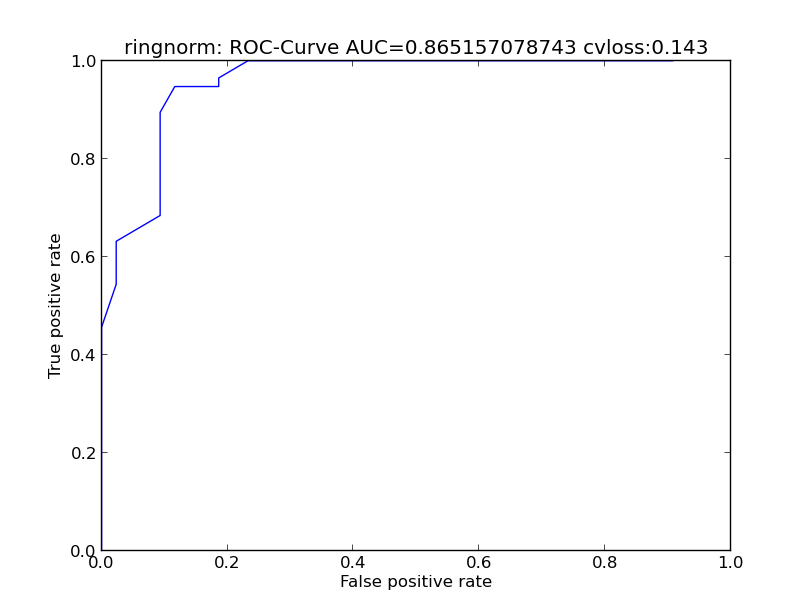 ringnorm: ROC-Curve AUC=0.865157078743 cvloss:0.143
1.0
0.8
0.6
0.4
0.2
0.0
True positive rate
0.0 0.2 0.4 0.6 0.8 1.0
False positive rate